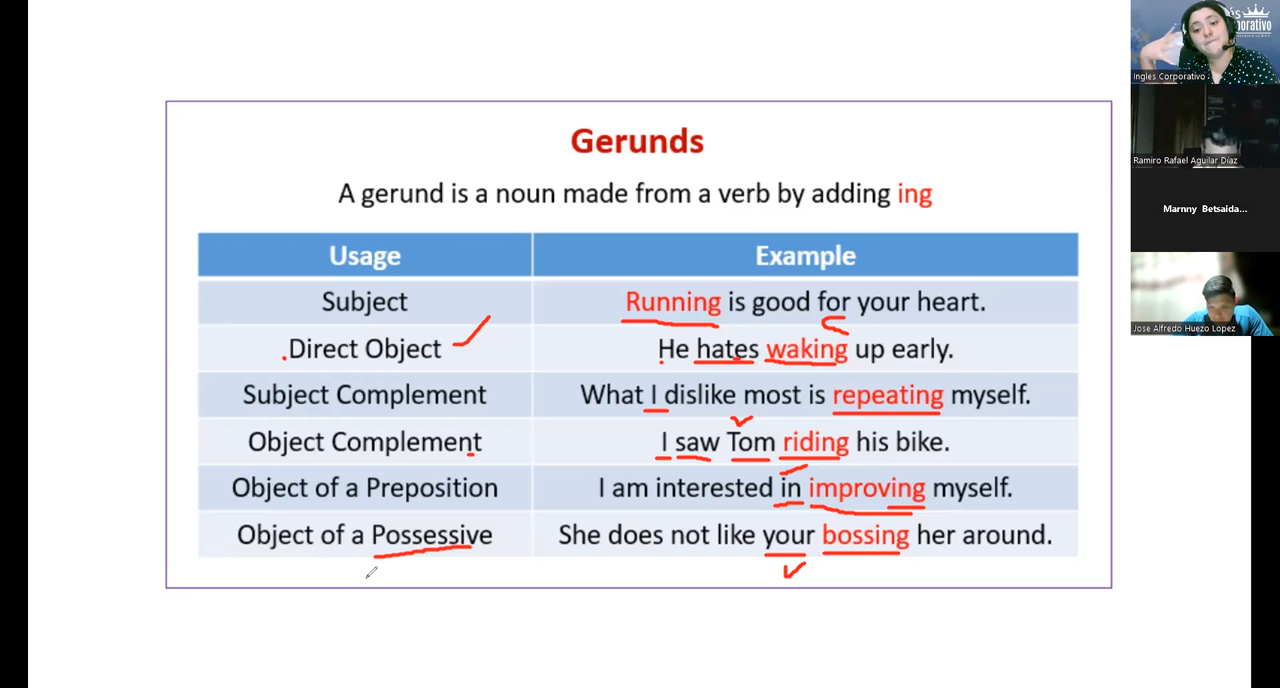 Gerunds
A gerund is a noun made from a verb by adding ing
Usage Example
Subject Running is good for your heart.
Direct Object He hates waking up early.
Subject Complement What I dislike most is repeating myself.
Object Complement I saw Tom riding his bike.
Object of a Preposition I am interested in improving myself.
Object of a Possessive She does not like your bossing her around.
Ingles Corporativo
Ramiro Rafael Aguilar Díaz
Marnny Betsaida...
Jose Alfredo Huezo Lopez